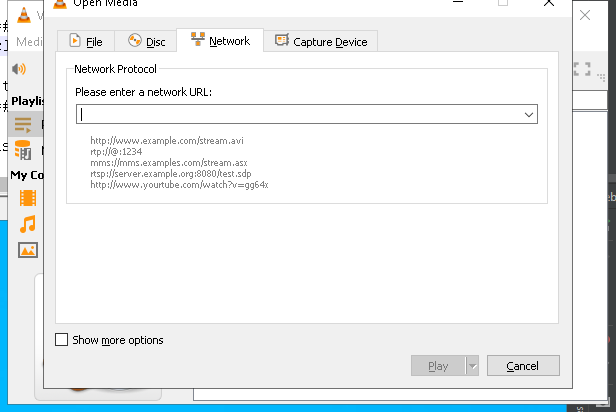 Open Media
Medi
File
Disc
Network
Capture Device
Network Protocol
Please enter a network URL:
http://www.example.com/stream.avi
rtp://@:1234
mms://mms.examples.com/stream.asx
rtsp://server.example.org:8080/test.sdp
http://www.yourtube.com/watch?v=gg64x
Playlis
My Co
Show more options
Play
Cancel